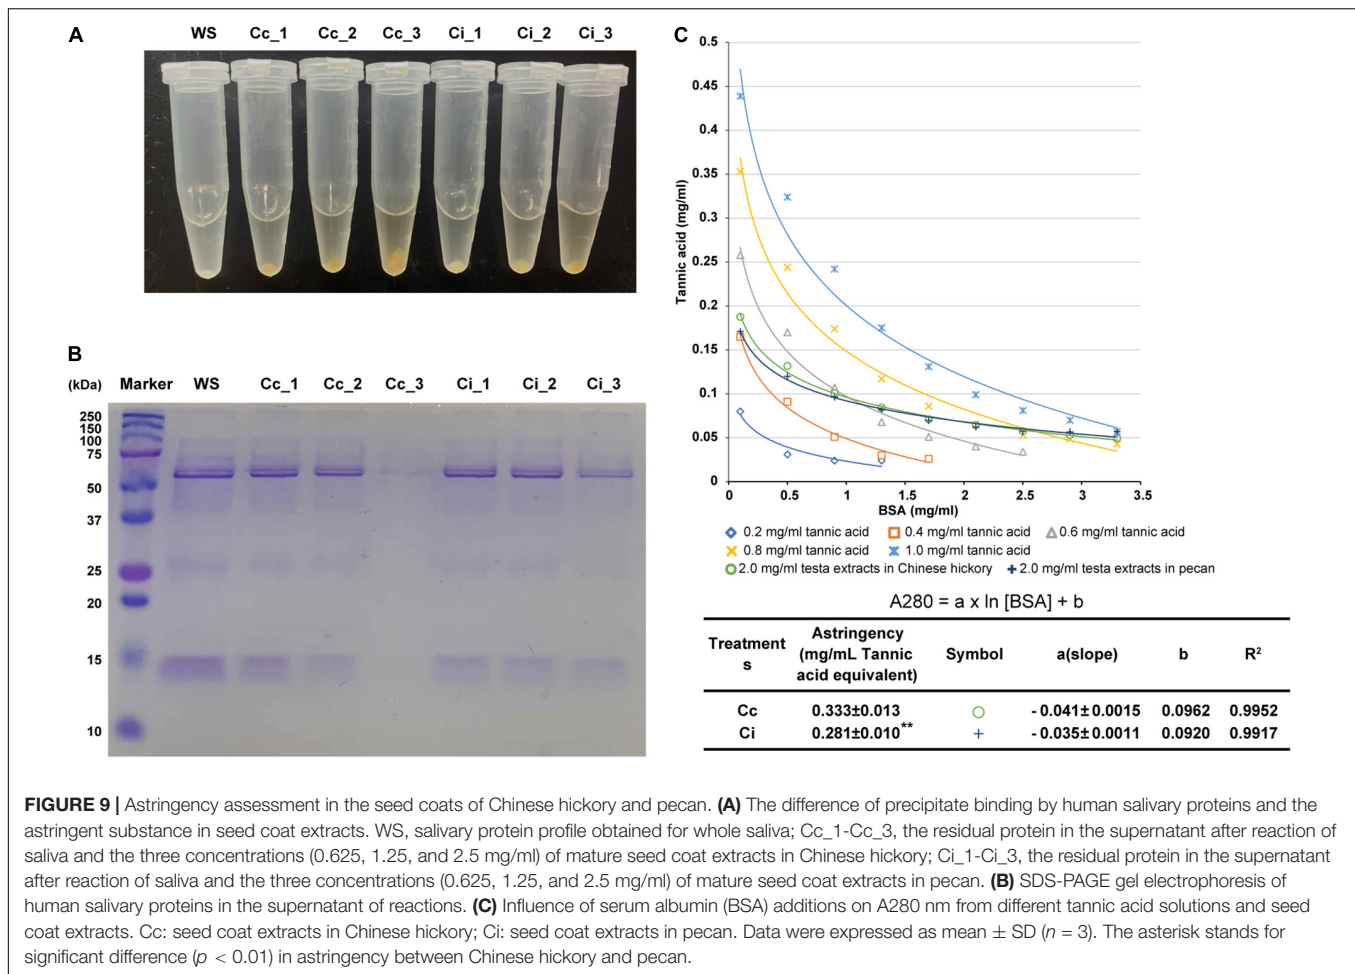 A
WS Cc_1 Cc_2 Cc_3 Ci_1 Ci_2 Ci_3
B
(kDa) Marker WS Cc_1 Cc_2 Cc_3 Ci_1 Ci_2 Ci_3
250
150
100
75
50
37
25
20
15
10
C
0.5
0.45
0.4
0.35
0.3
0.25
0.2
0.15
0.1
0.05
0
Tannic acid (mg/ml)
0 0.5 1 1.5 2 2.5 3 3.5
BSA (mg/ml)
0.2 mg/ml tannic acid 0.4 mg/ml tannic acid 0.6 mg/ml tannic acid
0.8 mg/ml tannic acid 1.0 mg/ml tannic acid
2.0 mg/ml testa extracts in Chinese hickory 2.0 mg/ml testa extracts in pecan
A280 = a x ln [BSA] + b
Treatment
s
Astringency
(mg/mL Tannic
acid equivalent)
Symbol a(slope) b R²
Cc 0.333±0.013 ○ - 0.041±0.0015 0.0962 0.9952
Ci 0.281±0.010** + - 0.035±0.0011 0.0920 0.9917
FIGURE 9 | Astringency assessment in the seed coats of Chinese hickory and pecan. (A) The difference of precipitate binding by human salivary proteins and the
astringent substance in seed coat extracts. WS, salivary protein profile obtained for whole saliva; Cc_1-Cc_3, the residual protein in the supernatant after reaction of
saliva and the three concentrations (0.625, 1.25, and 2.5 mg/ml) of mature seed coat extracts in Chinese hickory; Ci_1-Ci_3, the residual protein in the supernatant
after reaction of saliva and the three concentrations (0.625, 1.25, and 2.5 mg/ml) of mature seed coat extracts in pecan. (B) SDS-PAGE gel electrophoresis of
human salivary proteins in the supernatant of reactions. (C) Influence of serum albumin (BSA) additions on A280 nm from different tannic acid solutions and seed
coat extracts. Cc: seed coat extracts in Chinese hickory; Ci: seed coat extracts in pecan. Data were expressed as mean ± SD (n = 3). The asterisk stands for
significant difference (p < 0.01) in astringency between Chinese hickory and pecan.